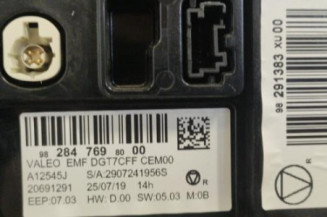 98 284 769 80 00
VALEO EMF DGT7CFF CEM00
A12545J S/A:2907241956S
20691291 25/07/19 14h R
EEP:07.03 HW:D.00 SW:05.03 M:0B
98 291383 XU 00
R